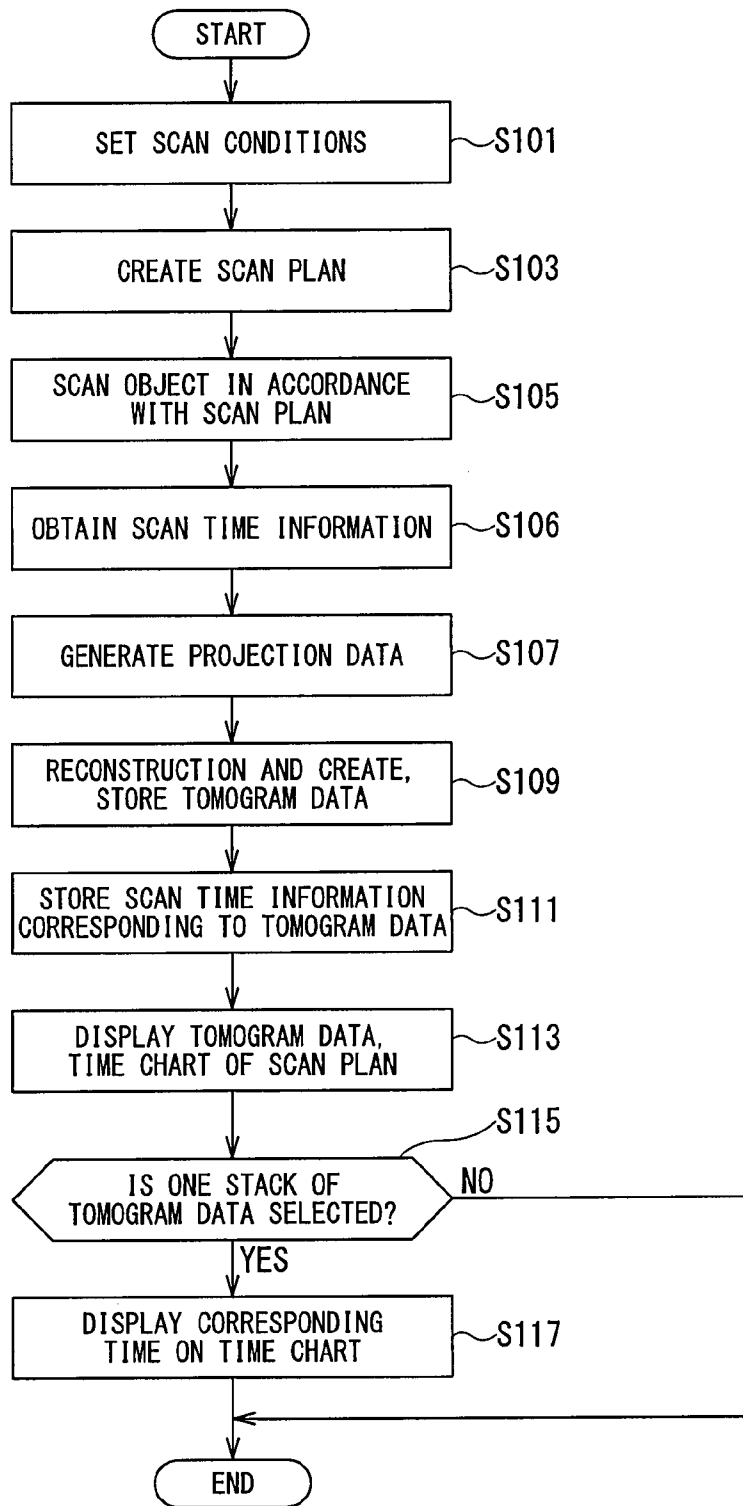 START
SET SCAN CONDITIONS
S101
CREATE SCAN PLAN
S103
SCAN OBJECT IN ACCORDANCE
WITH SCAN PLAN
S105
OBTAIN SCAN TIME INFORMATION
S106
GENERATE PROJECTION DATA
S107
RECONSTRUCTION AND CREATE,
STORE TOMOGRAM DATA
S109
STORE SCAN TIME INFORMATION
CORRESPONDING TO TOMOGRAM DATA
S111
DISPLAY TOMOGRAM DATA,
TIME CHART OF SCAN PLAN
S113
S115
IS ONE STACK OF
TOMOGRAM DATA SELECTED?
NO
YES
DISPLAY CORRESPONDING
TIME ON TIME CHART
S117
END